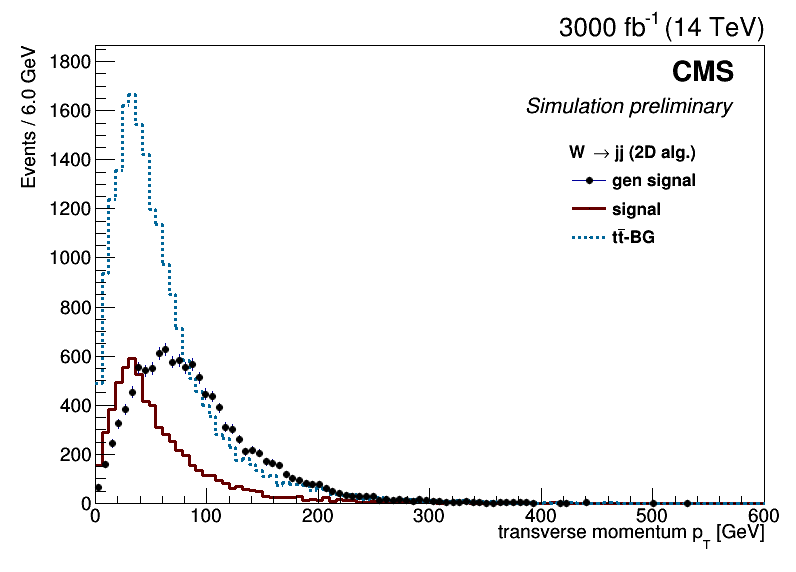 3000 fb⁻¹ (14 TeV)
CMS
Simulation preliminary
W → jj (2D alg.)
gen signal
signal
tt̄-BG
Events / 6.0 GeV
1800
1600
1400
1200
1000
800
600
400
200
0
0 100 200 300 400 500 600
transverse momentum p_T [GeV]